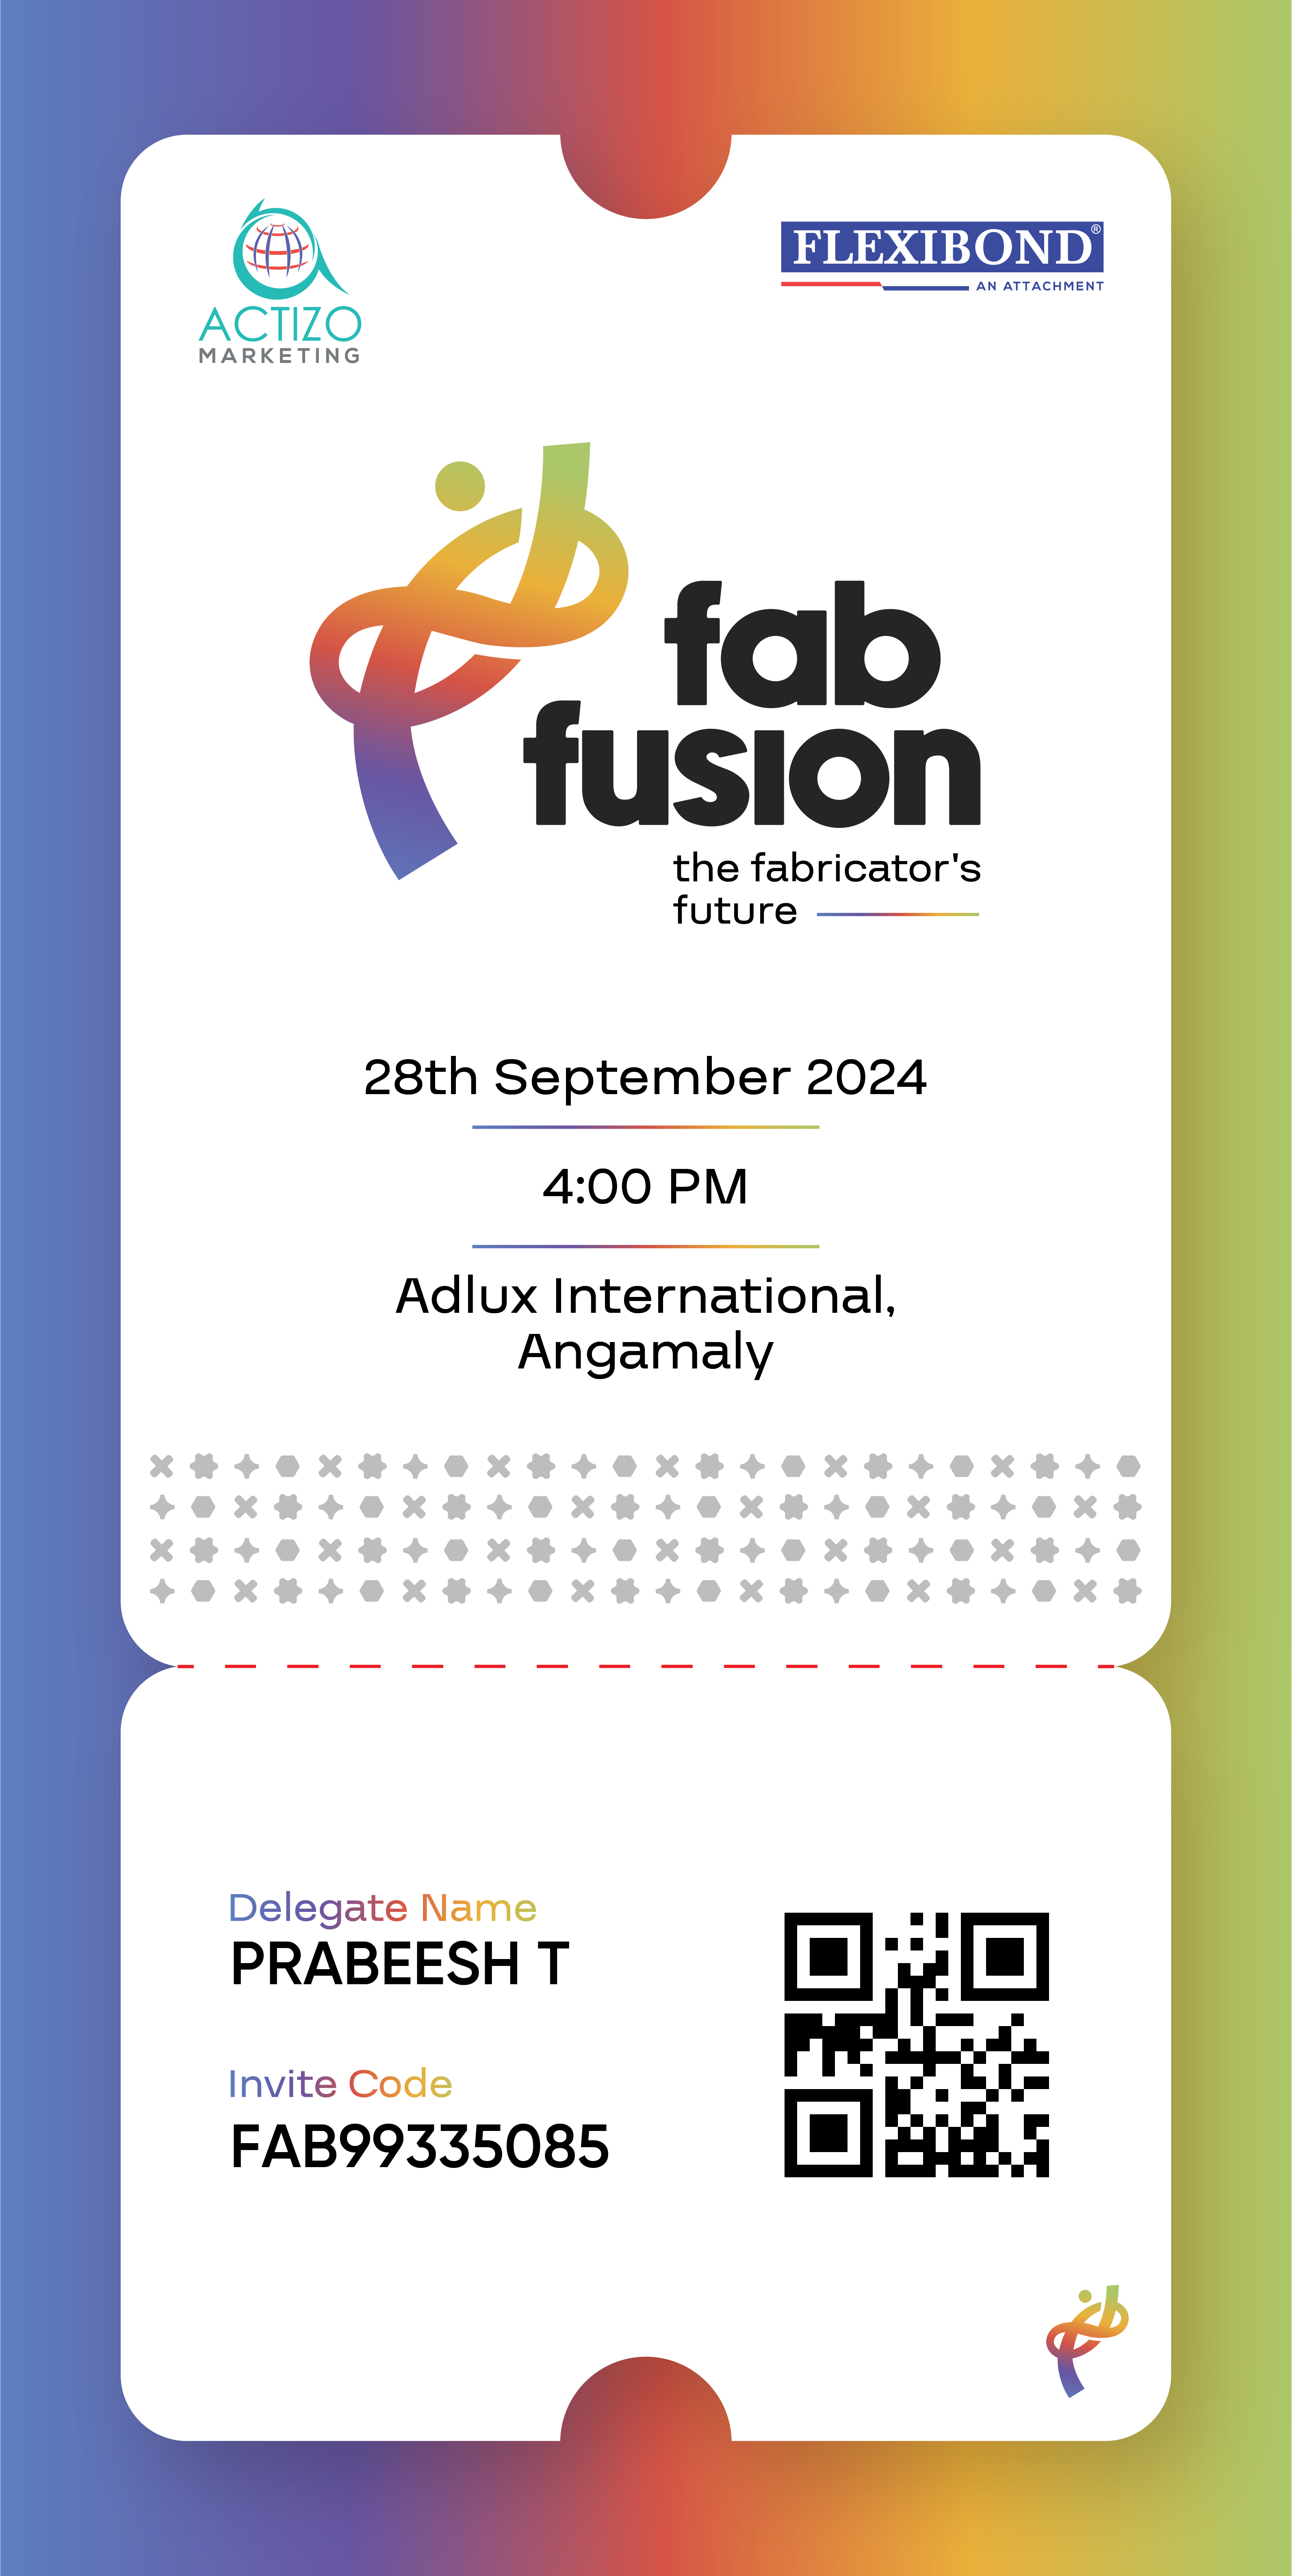 ACTIZO
MARKETING
FLEXIBOND®
AN ATTACHMENT
fab
fusion
the fabricator's
future
28th September 2024
4:00 PM
Adlux International,
Angamaly
Delegate Name
PRABEESH T
Invite Code
FAB99335085